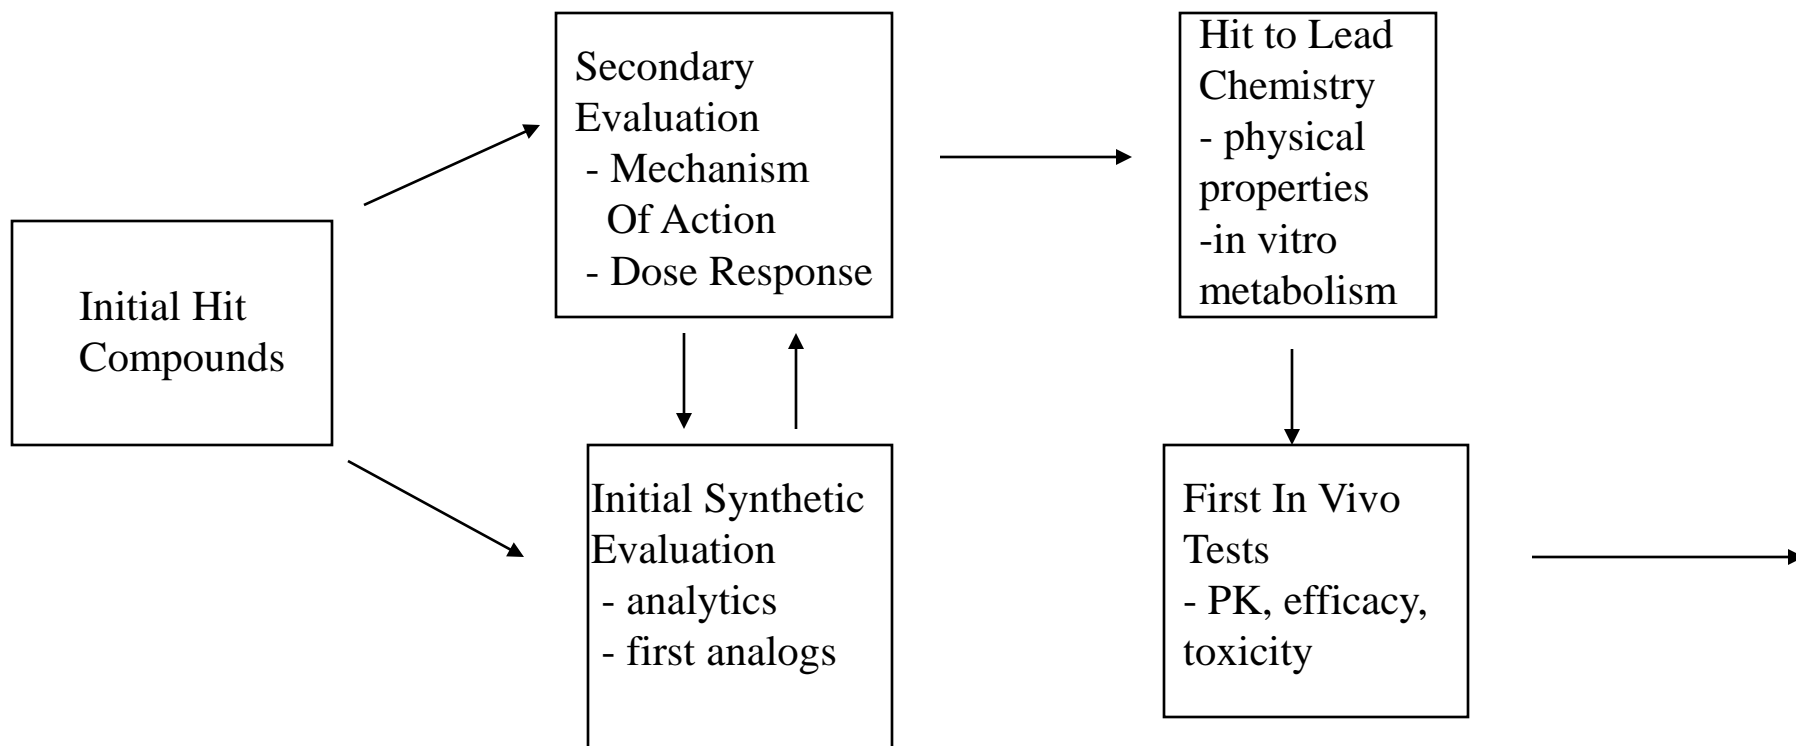 Initial Hit
Compounds
Secondary
Evaluation
- Mechanism
Of Action
- Dose Response
Initial Synthetic
Evaluation
- analytics
- first analogs
Hit to Lead
Chemistry
- physical
properties
-in vitro
metabolism
First In Vivo
Tests
- PK, efficacy,
toxicity